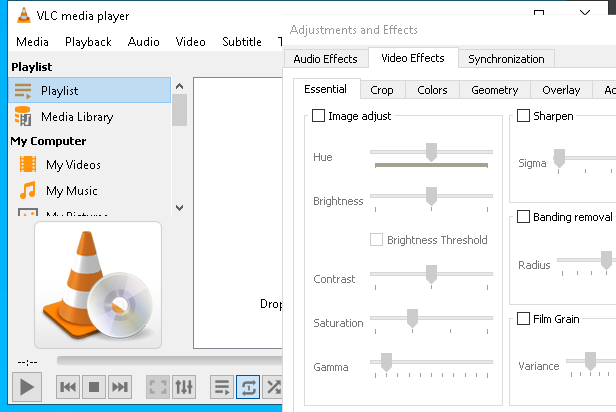 VLC media player
Media Playback Audio Video Subtitle T
Playlist
Playlist
Media Library
My Computer
My Videos
My Music
My Pictures
Drop
--:--
Adjustments and Effects
Audio Effects Video Effects Synchronization
Essential Crop Colors Geometry Overlay
Image adjust
Hue
Brightness
Brightness Threshold
Contrast
Saturation
Gamma
Sharpen
Sigma
Banding removal
Radius
Film Grain
Variance